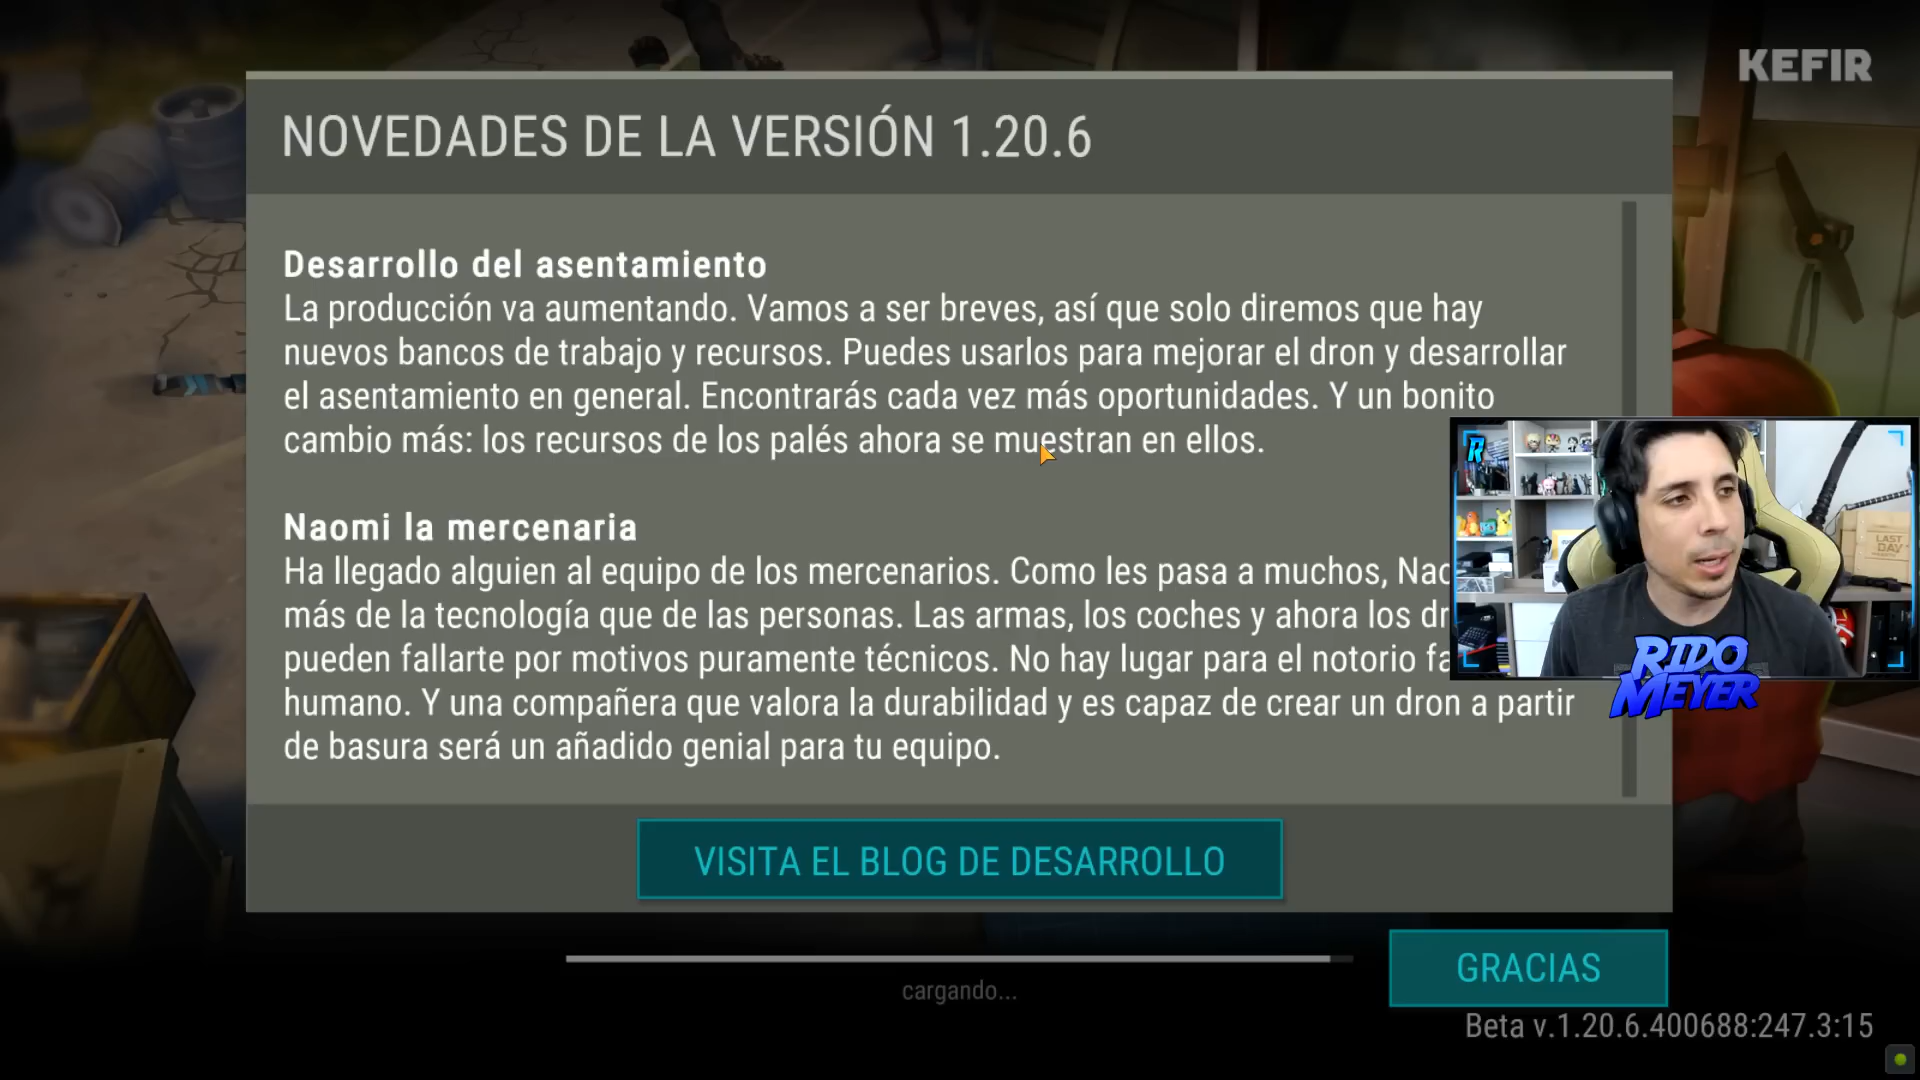 KEFIR
NOVEDADES DE LA VERSIÓN 1.20.6
Desarrollo del asentamiento
La producción va aumentando. Vamos a ser breves, así que solo diremos que hay
nuevos bancos de trabajo y recursos. Puedes usarlos para mejorar el dron y desarrollar
el asentamiento en general. Encontrarás cada vez más oportunidades. Y un bonito
cambio más: los recursos de los palés ahora se muestran en ellos.
Naomi la mercenaria
Ha llegado alguien al equipo de los mercenarios. Como les pasa a muchos,
más de la tecnología que de las personas. Las armas, los coches y ahora los
pueden fallarte por motivos puramente técnicos. No hay lugar para el notorio
humano. Y una compañera que valora la durabilidad y es capaz de crear un dron a partir
de basura será un añadido genial para tu equipo.
R
LAST
DAY
RIDO
MEYER
VISITA EL BLOG DE DESARROLLO
cargando...
GRACIAS
Beta v.1.20.6.400688:247.3:15